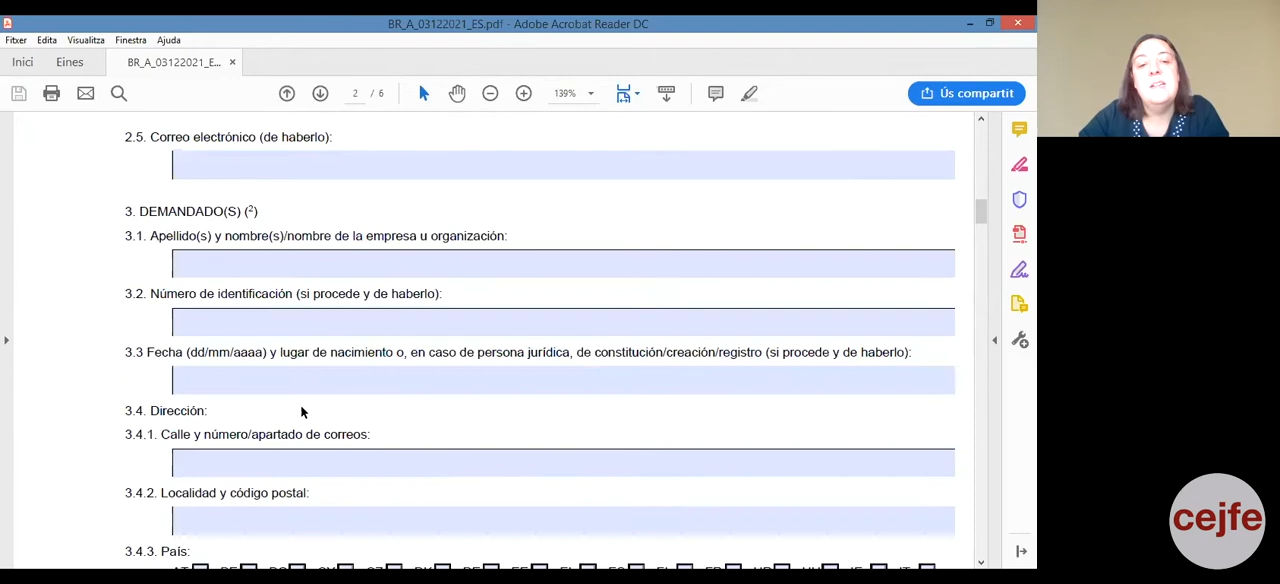 BR_A_03122021_ES.pdf - Adobe Acrobat Reader DC
Fitxer Edita Visualitza Finestra Ajuda
Inici Eines BR_A_03122021_E... ×
2 / 6 139% Ús compartit
2.5. Correo electrónico (de haberlo):
3. DEMANDADO(S) (2)
3.1. Apellido(s) y nombre(s)/nombre de la empresa u organización:
3.2. Número de identificación (si procede y de haberlo):
3.3 Fecha (dd/mm/aaaa) y lugar de nacimiento o, en caso de persona jurídica, de constitución/creación/registro (si procede y de haberlo):
3.4. Dirección:
3.4.1. Calle y número/apartado de correos:
3.4.2. Localidad y código postal:
3.4.3. País:
cejfe